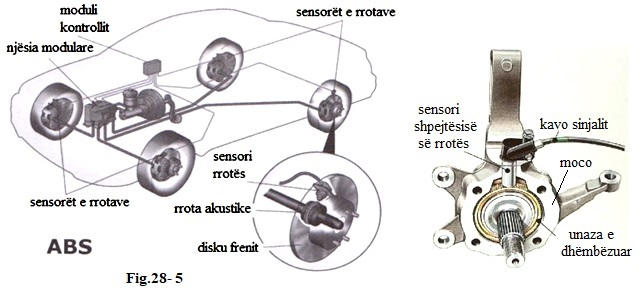 moduli
kontrollit
njësia modulare
sensorët e rrotave
sensorët e rrotave
sensori
rrotës
rrota akustike
disku frenit
ABS
Fig.28- 5
sensori
shpejtësisë
së rrotës
kavo sinjalit
moco
unaza e
dhëmbëzuar